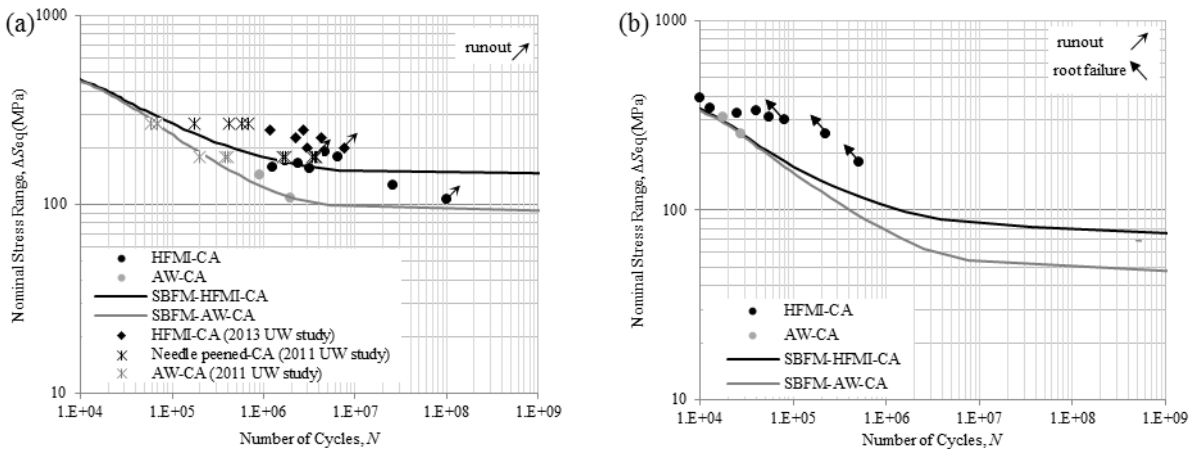 (a)
1000
runout
Nominal Stress Range, ΔSeq(MPa)
100
HFMI-CA
AW-CA
SBFM-HFMI-CA
SBFM-AW-CA
HFMI-CA (2013 UW study)
Needle peened-CA (2011 UW study)
AW-CA (2011 UW study)
10
1.E+04 1.E+05 1.E+06 1.E+07 1.E+08 1.E+09
Number of Cycles, N
(b)
1000
runout
root failure
Nominal Stress Range, ΔSeq(MPa)
100
HFMI-CA
AW-CA
SBFM-HFMI-CA
SBFM-AW-CA
10
1.E+04 1.E+05 1.E+06 1.E+07 1.E+08 1.E+09
Number of Cycles, N